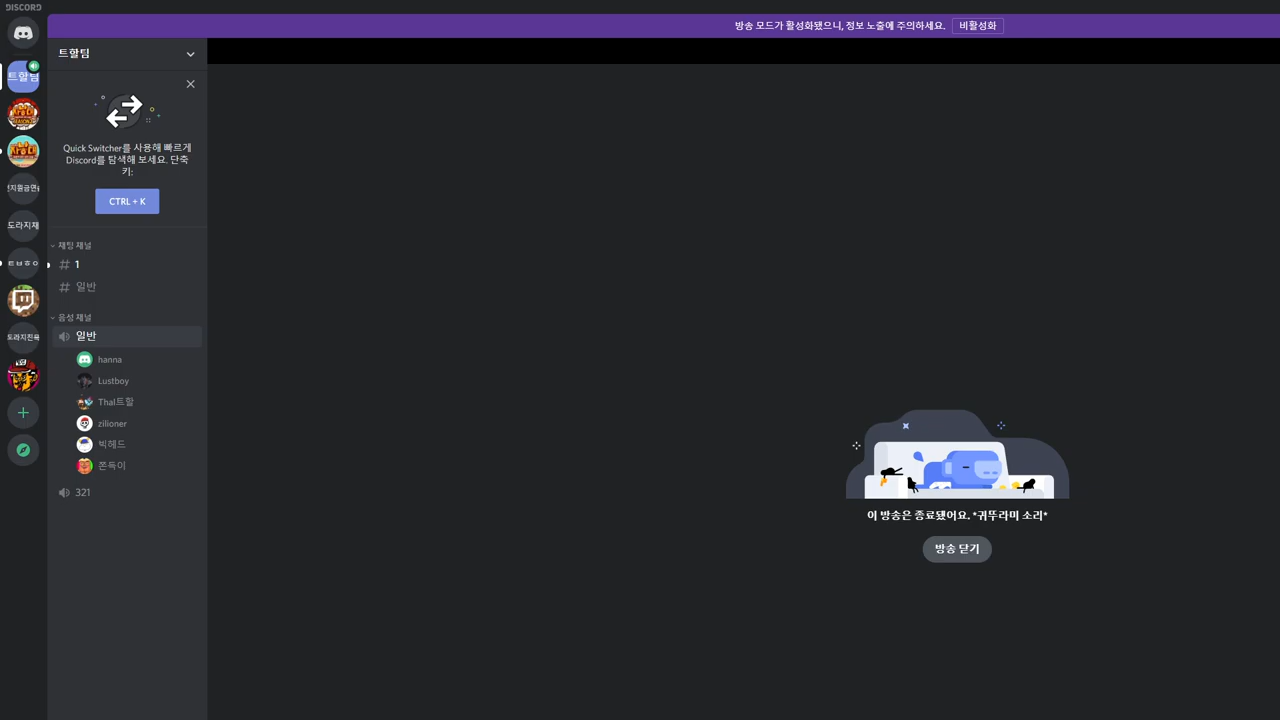 DISCORD
방송 모드가 활성화됐으니, 정보 노출에 주의하세요. 비활성화
트할팀
트할팀
Quick Switcher를 사용해 빠르게
Discord를 탐색해 보세요. 단축
키:
CTRL + K
채팅 채널
1
일반
음성 채널
일반
hanna
Lustboy
Thal트할
zilioner
빅헤드
쫀득이
321
도라지재
ㅌㅂㅎㅇ
도라지친목
이 방송은 종료됐어요. *귀뚜라미 소리*
방송 닫기